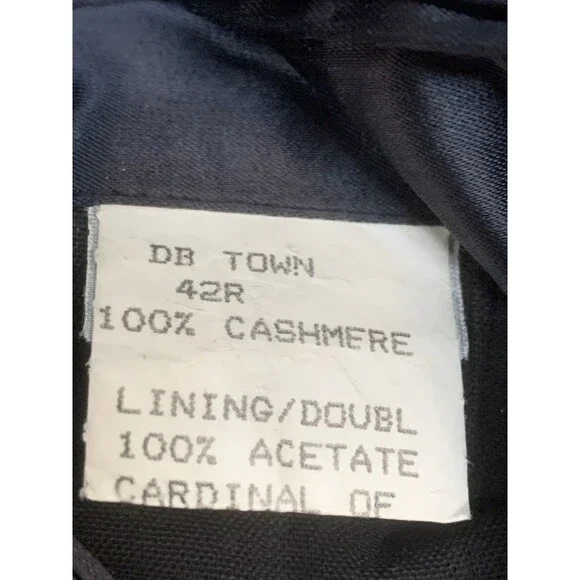 DB TOWN
42R
100% CASHMERE
LINING/DOUBL
100% ACETATE
CARDINAL OF